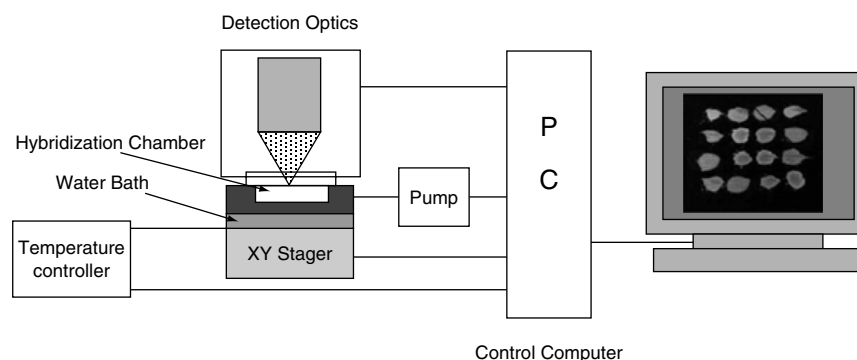 Detection Optics
Hybridization Chamber
Water Bath
Pump
P
C
Temperature
controller
XY Stager
Control Computer